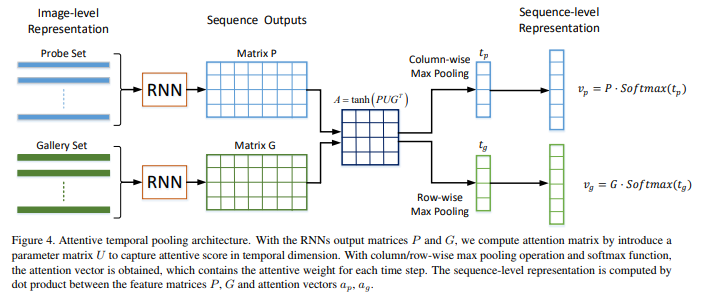 Image-level
Representation
Sequence Outputs
Sequence-level
Representation
Probe Set
RNN
Matrix P
A = tanh(PUG^T)
Column-wise
Max Pooling
t_p
v_p = P · Softmax(t_p)
Gallery Set
RNN
Matrix G
Row-wise
Max Pooling
t_g
v_g = G · Softmax(t_g)
Figure 4. Attentive temporal pooling architecture. With the RNNs output matrices P and G, we compute attention matrix by introduce a
parameter matrix U to capture attentive score in temporal dimension. With column/row-wise max pooling operation and softmax function,
the attention vector is obtained, which contains the attentive weight for each time step. The sequence-level representation is computed by
dot product between the feature matrices P, G and attention vectors a_p, a_g.